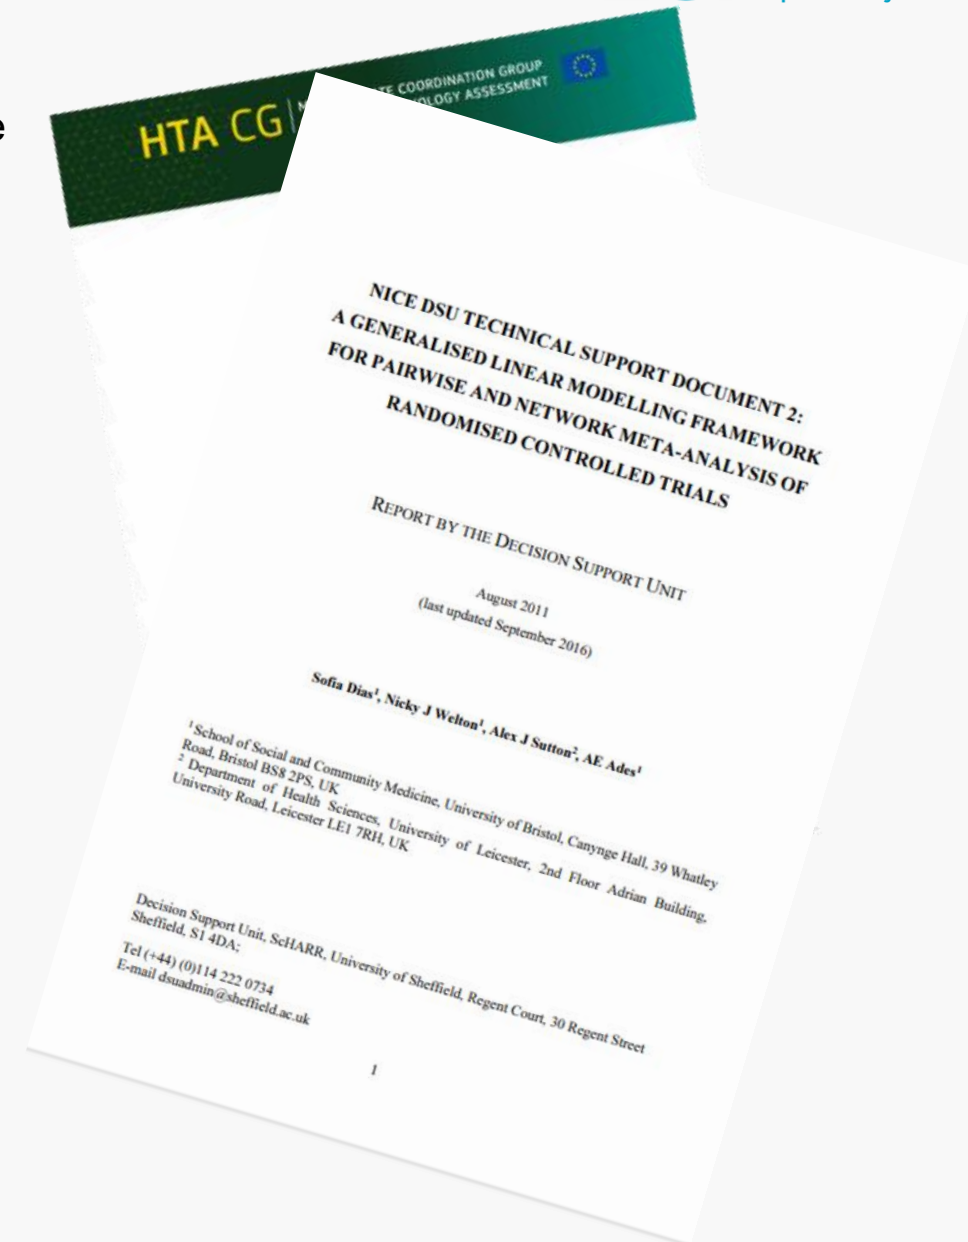 HTA CG
COORDINATION GROUP
ASSESSMENT
NICE DSU TECHNICAL SUPPORT DOCUMENT 2:
A GENERALISED LINEAR MODELLING FRAMEWORK
FOR PAIRWISE AND NETWORK META-ANALYSIS OF
RANDOMISED CONTROLLED TRIALS
REPORT BY THE DECISION SUPPORT UNIT
August 2011
(last updated September 2016)
Sofia Dias¹, Nicky J Welton¹, Alex J Sutton², AE Ades¹
¹ School of Social and Community Medicine, University of Bristol, Canynge Hall, 39 Whatley
Road, Bristol BS8 2PS, UK
² Department of Health Sciences, University of Leicester, 2nd Floor Adrian Building,
University Road, Leicester LE1 7RH, UK
Decision Support Unit, ScHARR, University of Sheffield, Regent Court, 30 Regent Street
Sheffield, S1 4DA;
Tel (+44) (0)114 222 0734
E-mail dsuadmin@sheffield.ac.uk
1